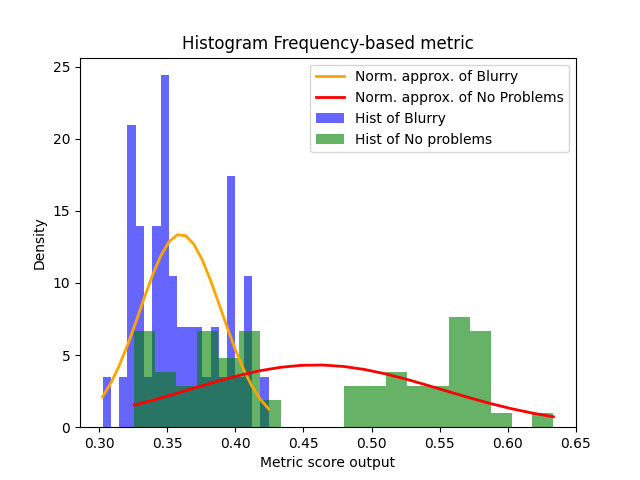 Histogram Frequency-based metric
Norm. approx. of Blurry
Norm. approx. of No Problems
Hist of Blurry
Hist of No problems
Density
25
20
15
10
5
0
0.30 0.35 0.40 0.45 0.50 0.55 0.60 0.65
Metric score output